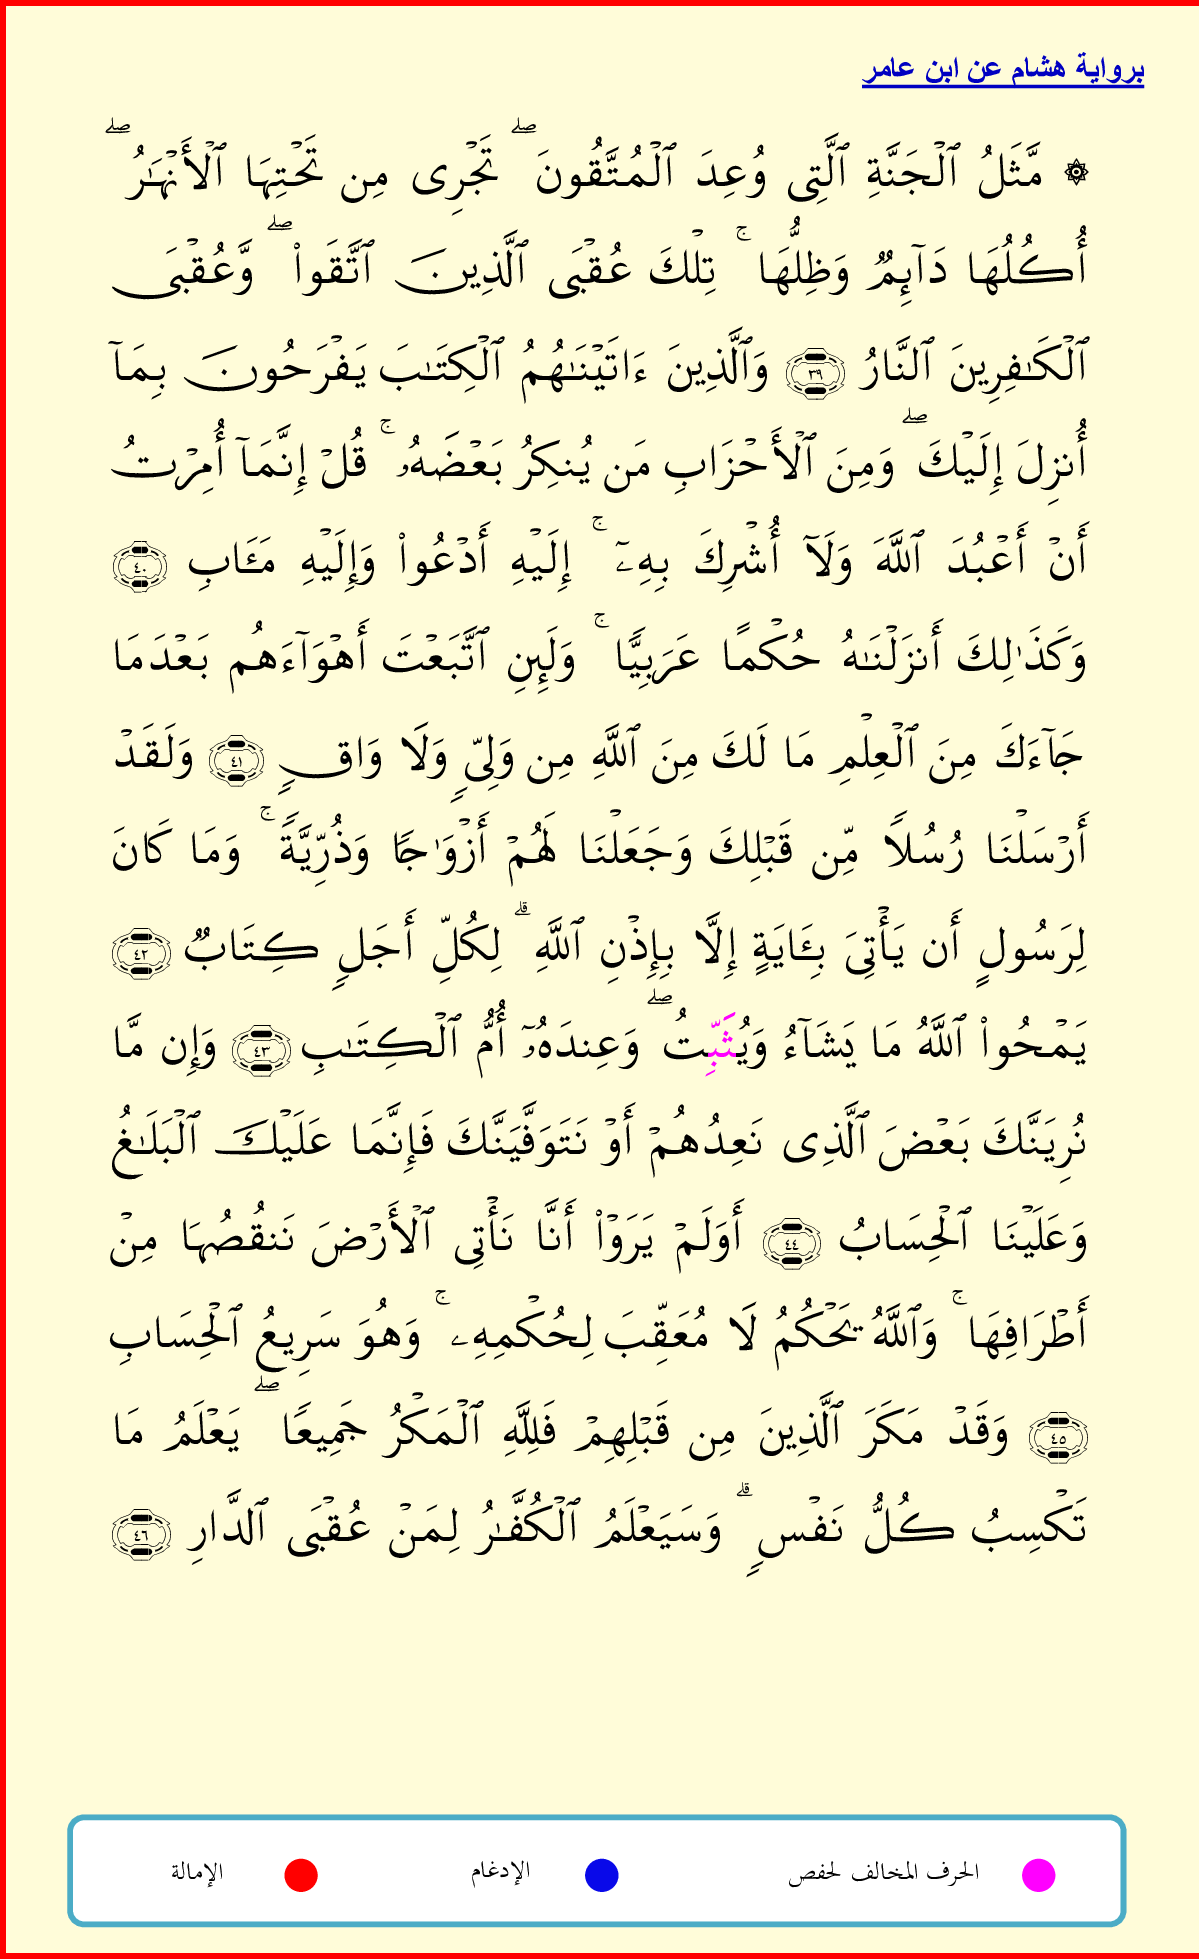 برواية هشام عن ابن عامر
۞ مَّثَلُ ٱلۡجَنَّةِ ٱلَّتِي وُعِدَ ٱلۡمُتَّقُونَۖ تَجۡرِي مِن تَحۡتِهَا ٱلۡأَنۡهَٰرُۖ
أُكُلُهَا دَآئِمٞ وَظِلُّهَاۚ تِلۡكَ عُقۡبَى ٱلَّذِينَ ٱتَّقَواْۖ وَّعُقۡبَى
ٱلۡكَٰفِرِينَ ٱلنَّارُ ٣٩ وَٱلَّذِينَ ءَاتَيۡنَٰهُمُ ٱلۡكِتَٰبَ يَفۡرَحُونَ بِمَآ
أُنزِلَ إِلَيۡكَۖ وَمِنَ ٱلۡأَحۡزَابِ مَن يُنكِرُ بَعۡضَهُۥۚ قُلۡ إِنَّمَآ أُمِرۡتُ
أَنۡ أَعۡبُدَ ٱللَّهَ وَلَآ أُشۡرِكَ بِهِۦٓۚ إِلَيۡهِ أَدۡعُواْ وَإِلَيۡهِ مَـَٔابِ ٤٠
وَكَذَٰلِكَ أَنزَلۡنَٰهُ حُكۡمًا عَرَبِيّٗاۚ وَلَئِنِ ٱتَّبَعۡتَ أَهۡوَآءَهُم بَعۡدَمَا
جَآءَكَ مِنَ ٱلۡعِلۡمِ مَا لَكَ مِنَ ٱللَّهِ مِن وَلِيّٖ وَلَا وَاقٖ ٤١ وَلَقَدۡ
أَرۡسَلۡنَا رُسُلٗا مِّن قَبۡلِكَ وَجَعَلۡنَا لَهُمۡ أَزۡوَٰجٗا وَذُرِّيَّةٗۚ وَمَا كَانَ
لِرَسُولٍ أَن يَأۡتِيَ بِـَٔايَةٍ إِلَّا بِإِذۡنِ ٱللَّهِۗ لِكُلِّ أَجَلٖ كِتَابٞ ٤٢
يَمۡحُواْ ٱللَّهُ مَا يَشَآءُ وَيُثَبِّتُۖ وَعِندَهُۥٓ أُمُّ ٱلۡكِتَٰبِ ٤٣ وَإِن مَّا
نُرِيَنَّكَ بَعۡضَ ٱلَّذِي نَعِدُهُمۡ أَوۡ نَتَوَفَّيَنَّكَ فَإِنَّمَا عَلَيۡكَ ٱلۡبَلَٰغُ
وَعَلَيۡنَا ٱلۡحِسَابُ ٤٤ أَوَلَمۡ يَرَوۡاْ أَنَّا نَأۡتِي ٱلۡأَرۡضَ نَنقُصُهَا مِنۡ
أَطۡرَافِهَاۚ وَٱللَّهُ يَحۡكُمُ لَا مُعَقِّبَ لِحُكۡمِهِۦۚ وَهُوَ سَرِيعُ ٱلۡحِسَابِ
٤٥ وَقَدۡ مَكَرَ ٱلَّذِينَ مِن قَبۡلِهِمۡ فَلِلَّهِ ٱلۡمَكۡرُ جَمِيعٗاۖ يَعۡلَمُ مَا
تَكۡسِبُ كُلُّ نَفۡسٖۗ وَسَيَعۡلَمُ ٱلۡكُفَّٰرُ لِمَنۡ عُقۡبَى ٱلدَّارِ ٤٦
الحرف المخالف لحفص الإدغام الإمالة